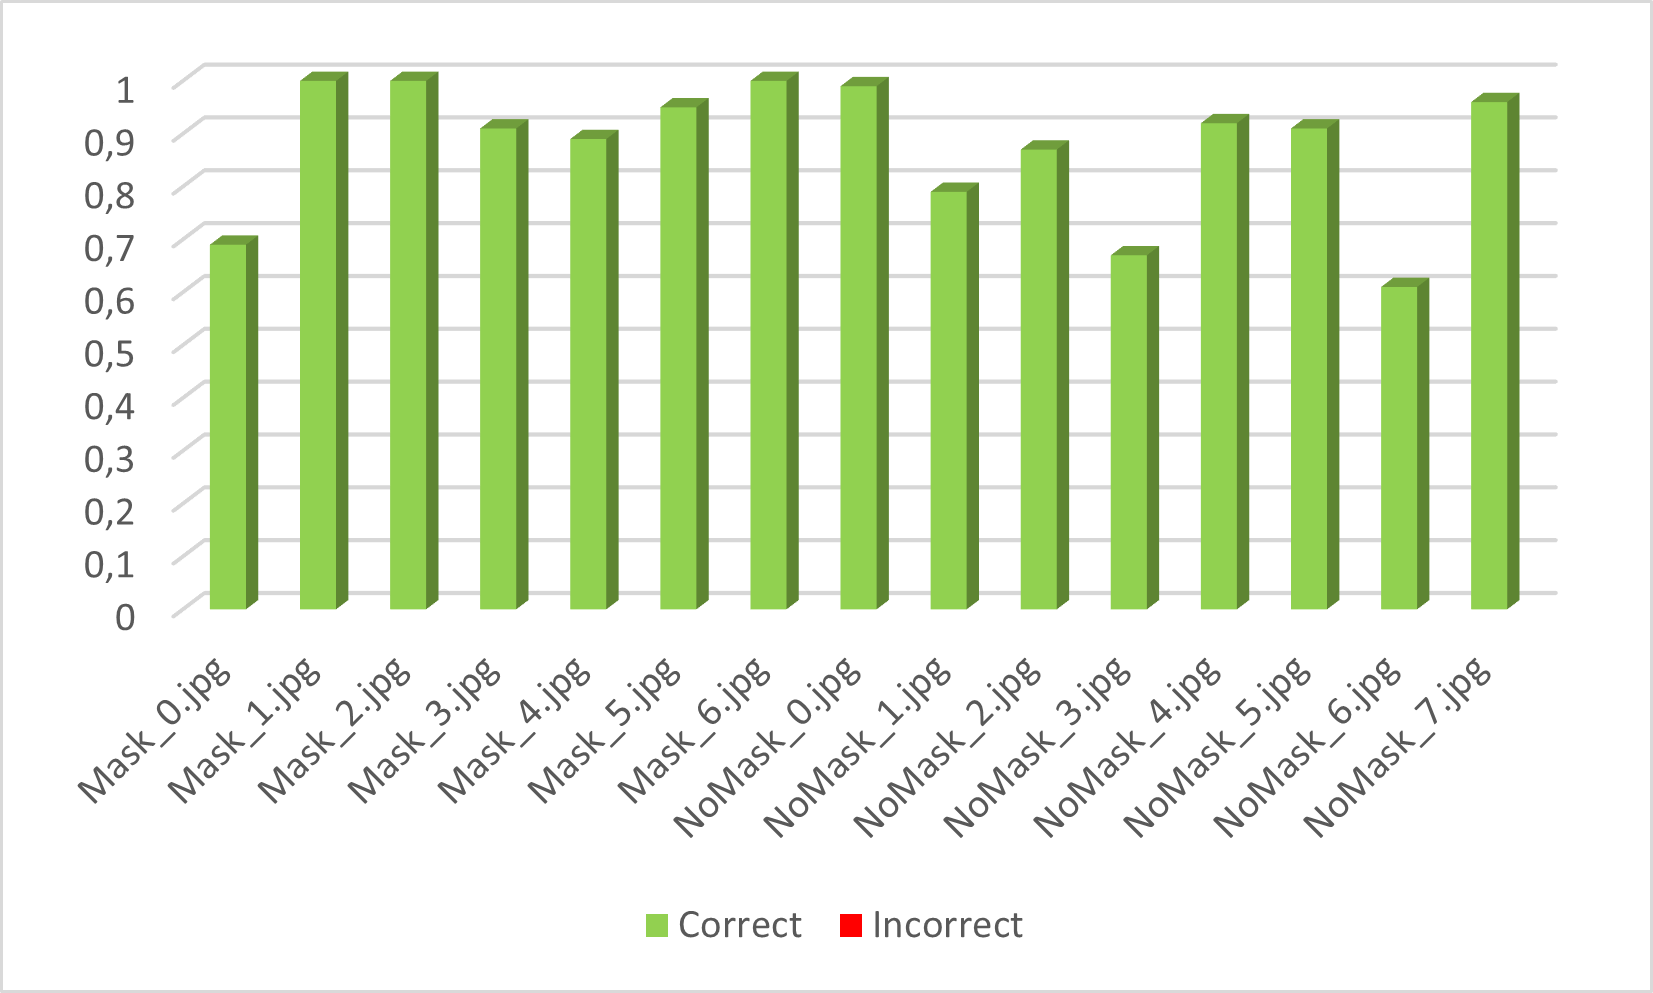 1
0,9
0,8
0,7
0,6
0,5
0,4
0,3
0,2
0,1
0
Mask_0.jpg
Mask_1.jpg
Mask_2.jpg
Mask_3.jpg
Mask_4.jpg
Mask_5.jpg
Mask_6.jpg
NoMask_0.jpg
NoMask_1.jpg
NoMask_2.jpg
NoMask_3.jpg
NoMask_4.jpg
NoMask_5.jpg
NoMask_6.jpg
NoMask_7.jpg
Correct Incorrect